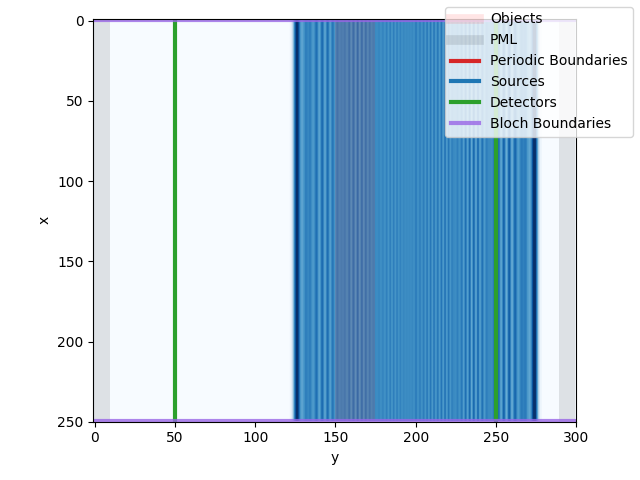 Objects
PML
Periodic Boundaries
Sources
Detectors
Bloch Boundaries
0
50
100
150
200
250
x
0 50 100 150 200 250 300
y